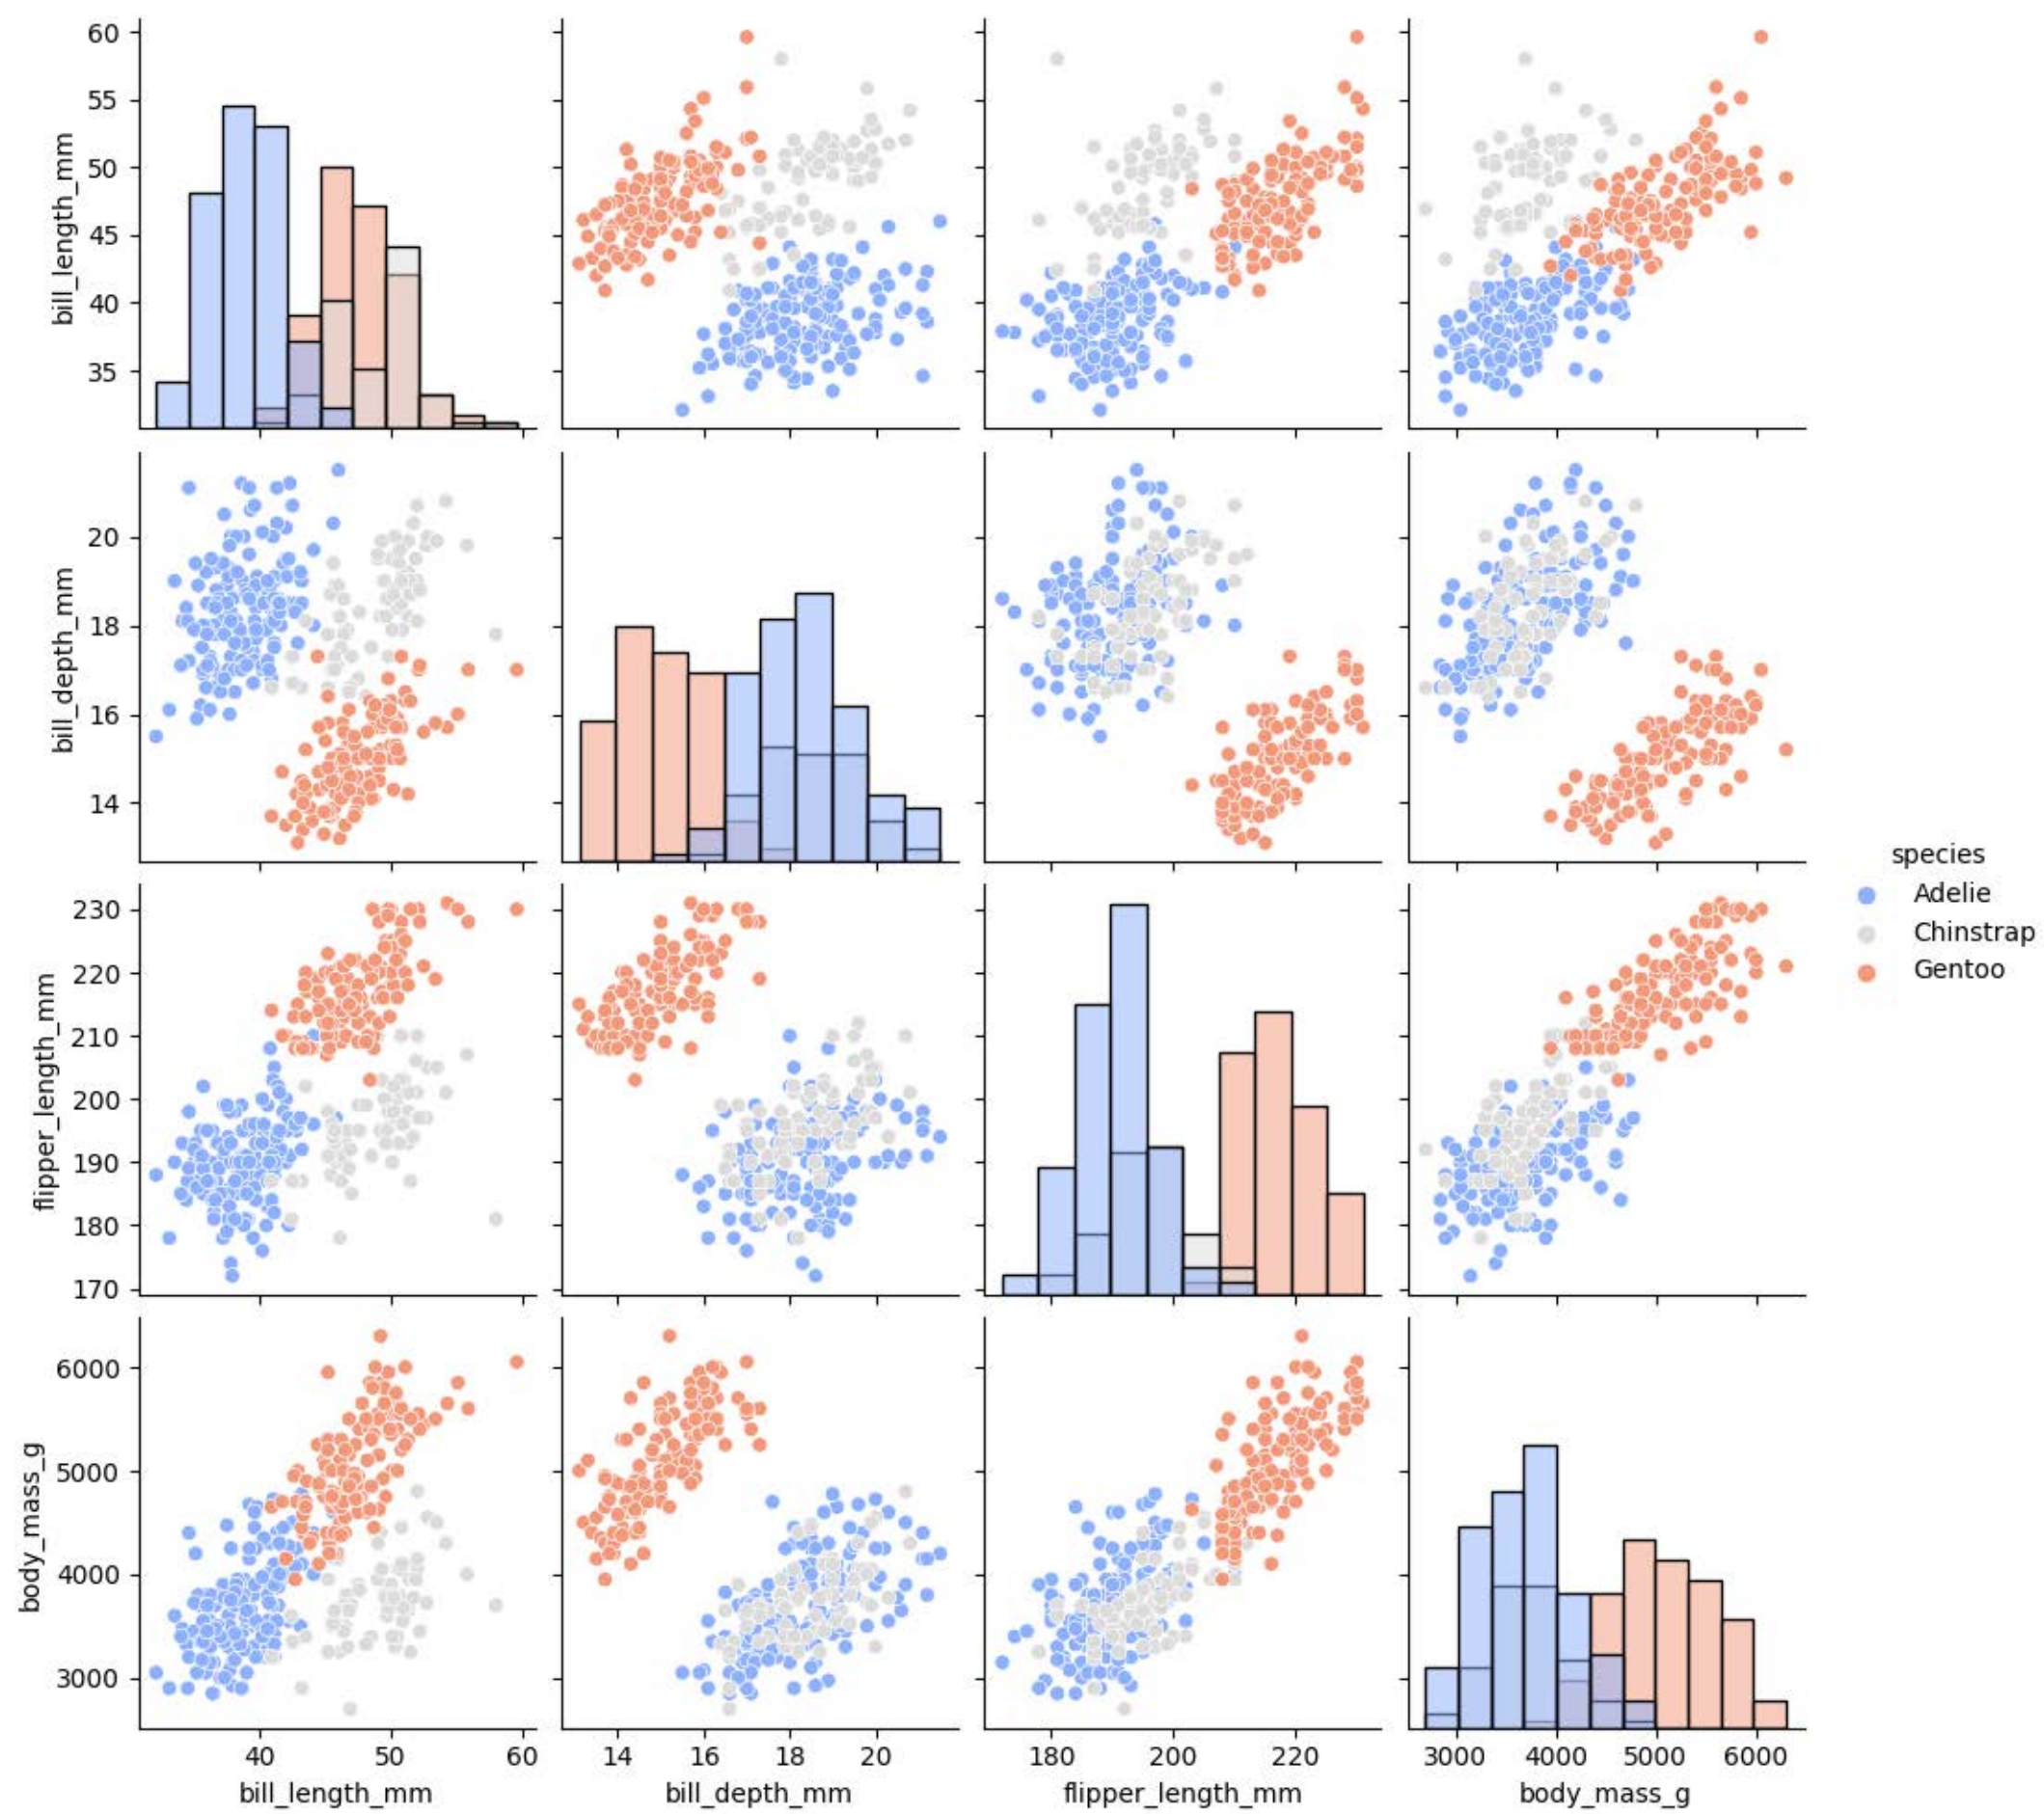 60
55
50
45
40
35
bill_length_mm
20
18
16
14
bill_depth_mm
230
220
210
200
190
180
170
flipper_length_mm
6000
5000
4000
3000
body_mass_g
40 50 60
bill_length_mm
14 16 18 20
bill_depth_mm
180 200 220
flipper_length_mm
3000 4000 5000 6000
body_mass_g
species
Adelie
Chinstrap
Gentoo